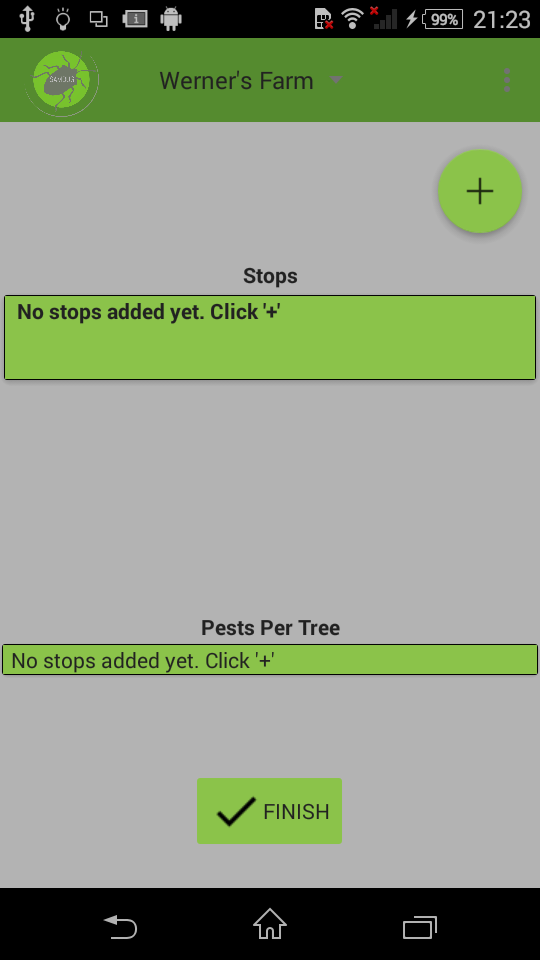 99%
21:23
SAMOUR
Werner's Farm
Stops
No stops added yet. Click '+'
Pests Per Tree
No stops added yet. Click '+'
FINISH